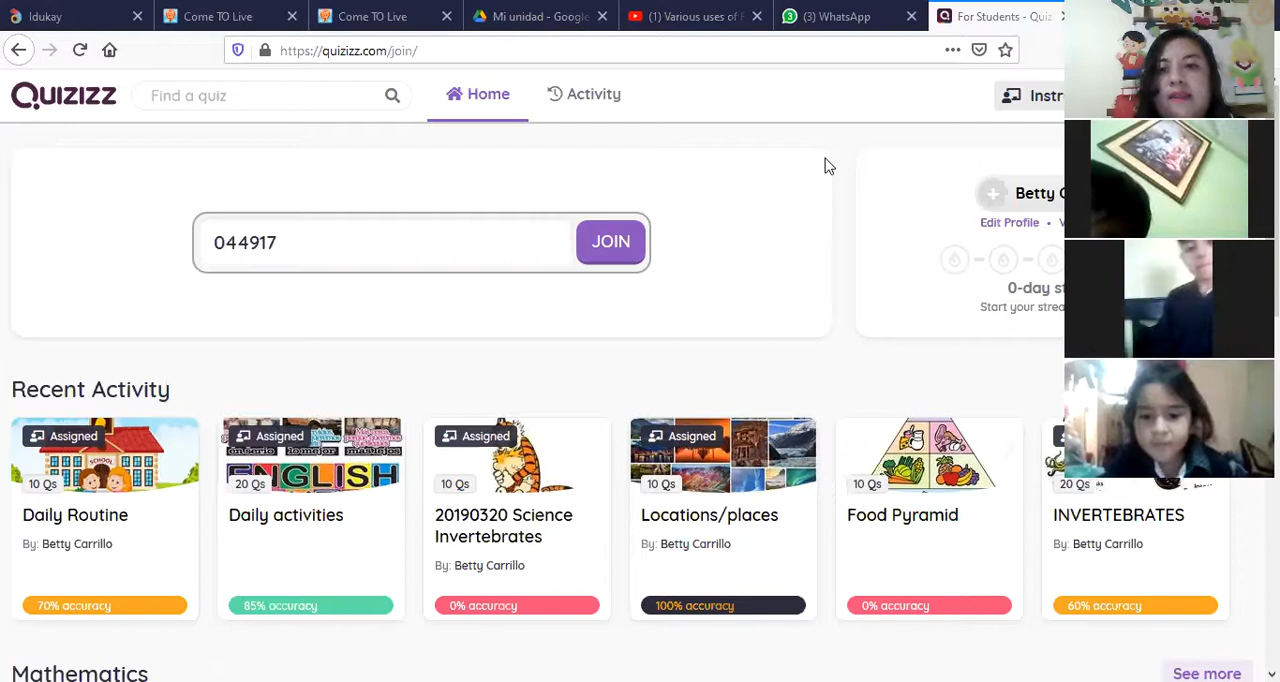 Idukay
Come TO Live
Come TO Live
Mi unidad - Google
(1) Various uses of F
(3) WhatsApp
For Students - Quiz
https://quizizz.com/join/
QUIZIZZ
Find a quiz
Home
Activity
Instr
044917
JOIN
Betty C
Edit Profile • V
0-day st
Start your strea
Recent Activity
Assigned
Assigned
Assigned
Assigned
SCHOOL
ENGLISH
10 Qs
20 Qs
10 Qs
10 Qs
10 Qs
20 Qs
Daily Routine
Daily activities
20190320 Science
Invertebrates
Locations/places
Food Pyramid
INVERTEBRATES
By: Betty Carrillo
By: Betty Carrillo
By: Betty Carrillo
By: Betty Carrillo
70% accuracy
85% accuracy
0% accuracy
100% accuracy
0% accuracy
60% accuracy
Mathematics
See more